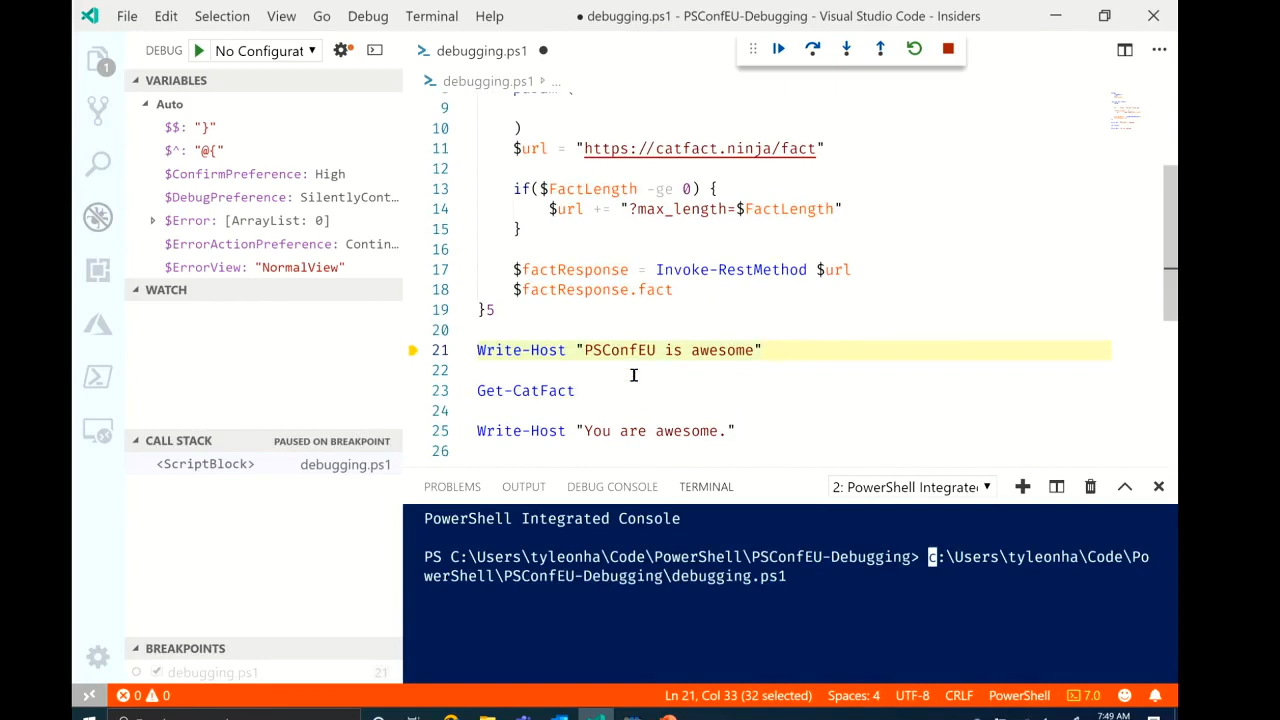 File Edit Selection View Go Debug Terminal Help
● debugging.ps1 - PSConfEU-Debugging - Visual Studio Code - Insiders
DEBUG No Configurat
debugging.ps1
1
VARIABLES
Auto
$$: "}"
$^: "@{"
$ConfirmPreference: High
$DebugPreference: SilentlyCont…
$Error: [ArrayList: 0]
$ErrorActionPreference: Contin…
$ErrorView: "NormalView"
WATCH
CALL STACK PAUSED ON BREAKPOINT
<ScriptBlock> debugging.ps1
BREAKPOINTS
debugging ps1 21
debugging.ps1 ...
9
10 )
11 $url = "https://catfact.ninja/fact"
12
13 if($FactLength -ge 0) {
14 $url += "?max_length=$FactLength"
15 }
16
17 $factResponse = Invoke-RestMethod $url
18 $factResponse.fact
19 }5
20
21 Write-Host "PSConfEU is awesome"
22
23 Get-CatFact
24
25 Write-Host "You are awesome."
26
PROBLEMS OUTPUT DEBUG CONSOLE TERMINAL 2: PowerShell Integrate
PowerShell Integrated Console
PS C:\Users\tyleonha\Code\PowerShell\PSConfEU-Debugging> c:\Users\tyleonha\Code\Po
werShell\PSConfEU-Debugging\debugging.ps1
0 0 Ln 21, Col 33 (32 selected) Spaces: 4 UTF-8 CRLF PowerShell 7.0
7:49 AM